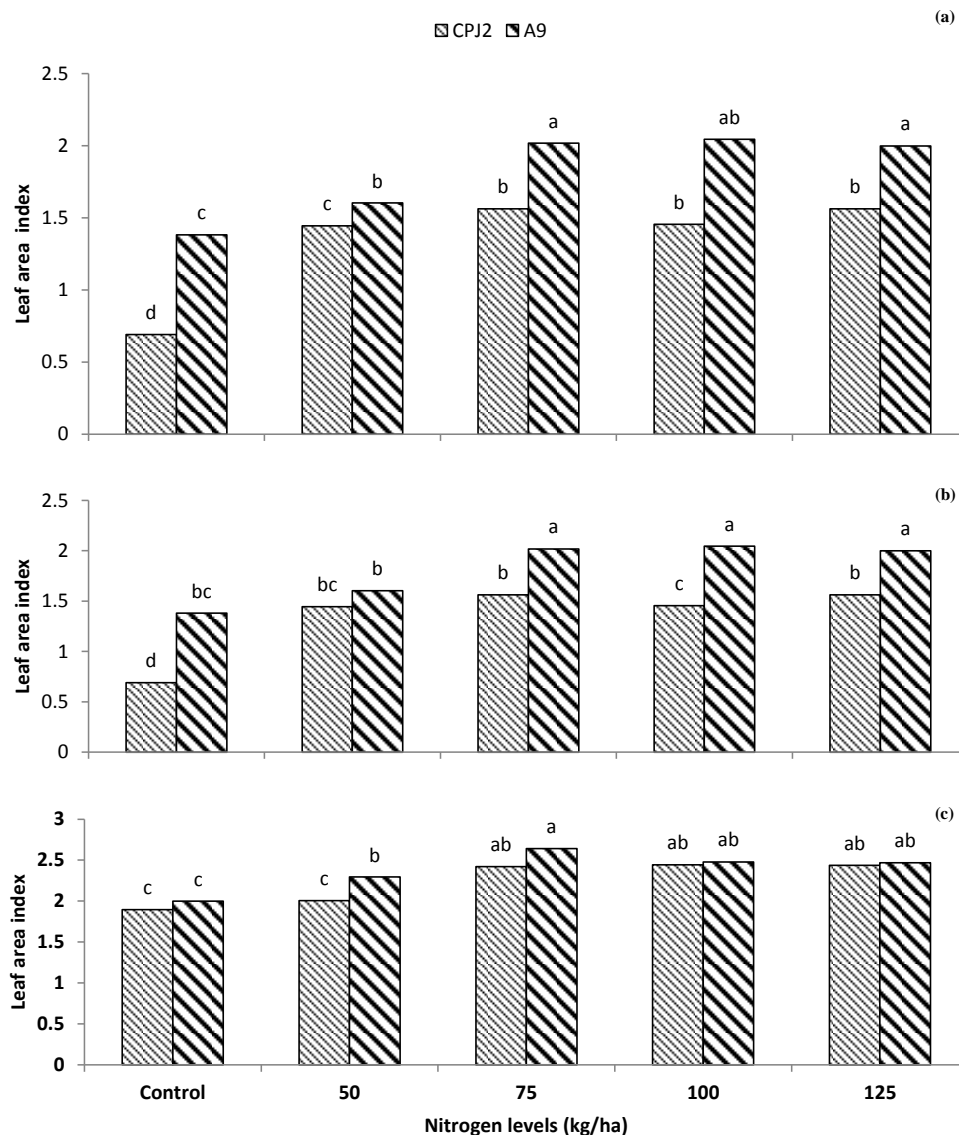 (a)
CPJ2 A9
2.5
2
1.5
1
0.5
0
Leaf area index
d c c b b a b ab b a
(b)
2.5
2
1.5
1
0.5
0
Leaf area index
d bc bc b b a c a b a
(c)
3
2.5
2
1.5
1
0.5
0
Leaf area index
c c c b ab a ab ab ab ab
Control 50 75 100 125
Nitrogen levels (kg/ha)